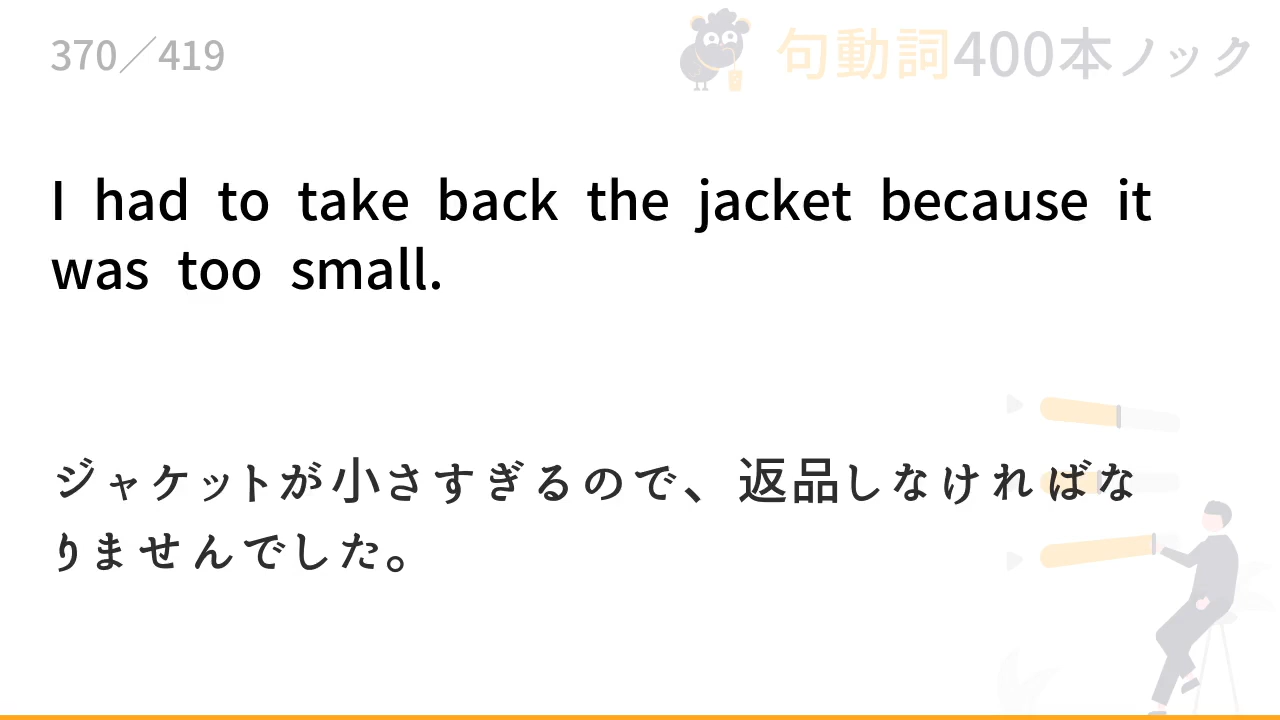 370／419
句動詞400本ノック
I had to take back the jacket because it
was too small.
ジャケットが小さすぎるので、返品しなければな
りませんでした。